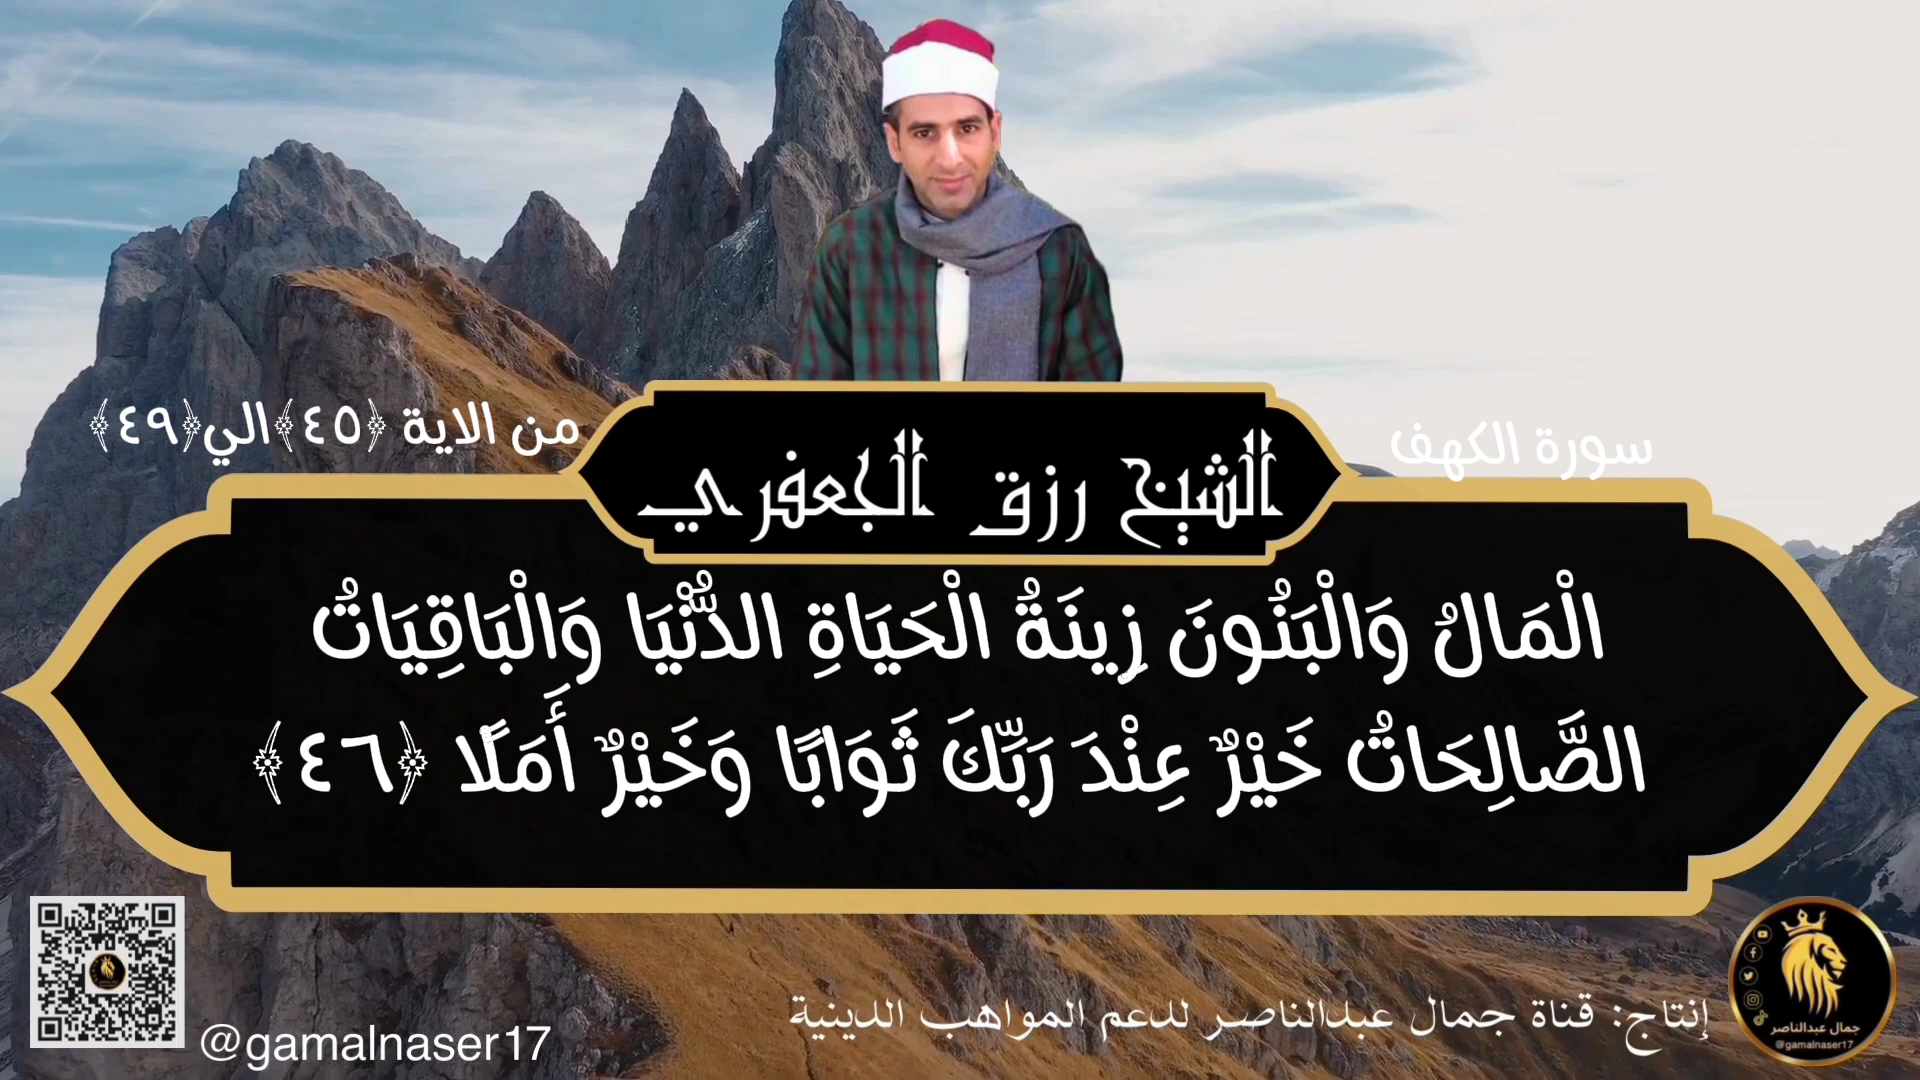 سورة الكهف
من الاية ﴿٤٥﴾الي﴿٤٩﴾
الشيخ رزق الجعفري
الْمَالُ وَالْبَنُونَ زِينَةُ الْحَيَاةِ الدُّنْيَا وَالْبَاقِيَاتُ
الصَّالِحَاتُ خَيْرٌ عِنْدَ رَبِّكَ ثَوَابًا وَخَيْرٌ أَمَلًا ﴿٤٦﴾
إنتاج: قناة جمال عبدالناصر لدعم المواهب الدينية
@gamalnaser17
جمال عبدالناصر
@gamalnaser17